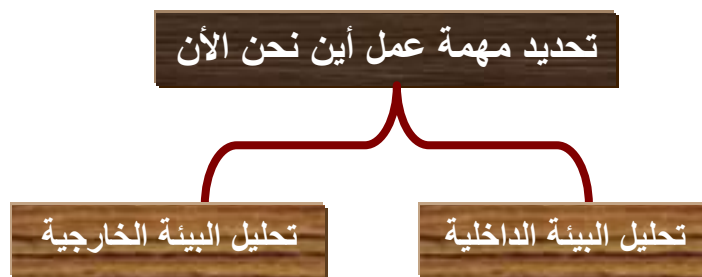 تحديد مهمة عمل أين نحن الأن
تحليل البيئة الداخلية
تحليل البيئة الخارجية